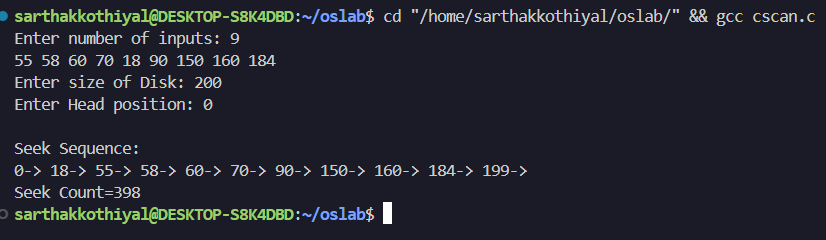 sarthakkothiyal@DESKTOP-S8K4DBD:~/oslab$ cd "/home/sarthakkothiyal/oslab/" && gcc cscan.c
Enter number of inputs: 9
55 58 60 70 18 90 150 160 184
Enter size of Disk: 200
Enter Head position: 0
Seek Sequence:
0-> 18-> 55-> 58-> 60-> 70-> 90-> 150-> 160-> 184-> 199->
Seek Count=398
sarthakkothiyal@DESKTOP-S8K4DBD:~/oslab$